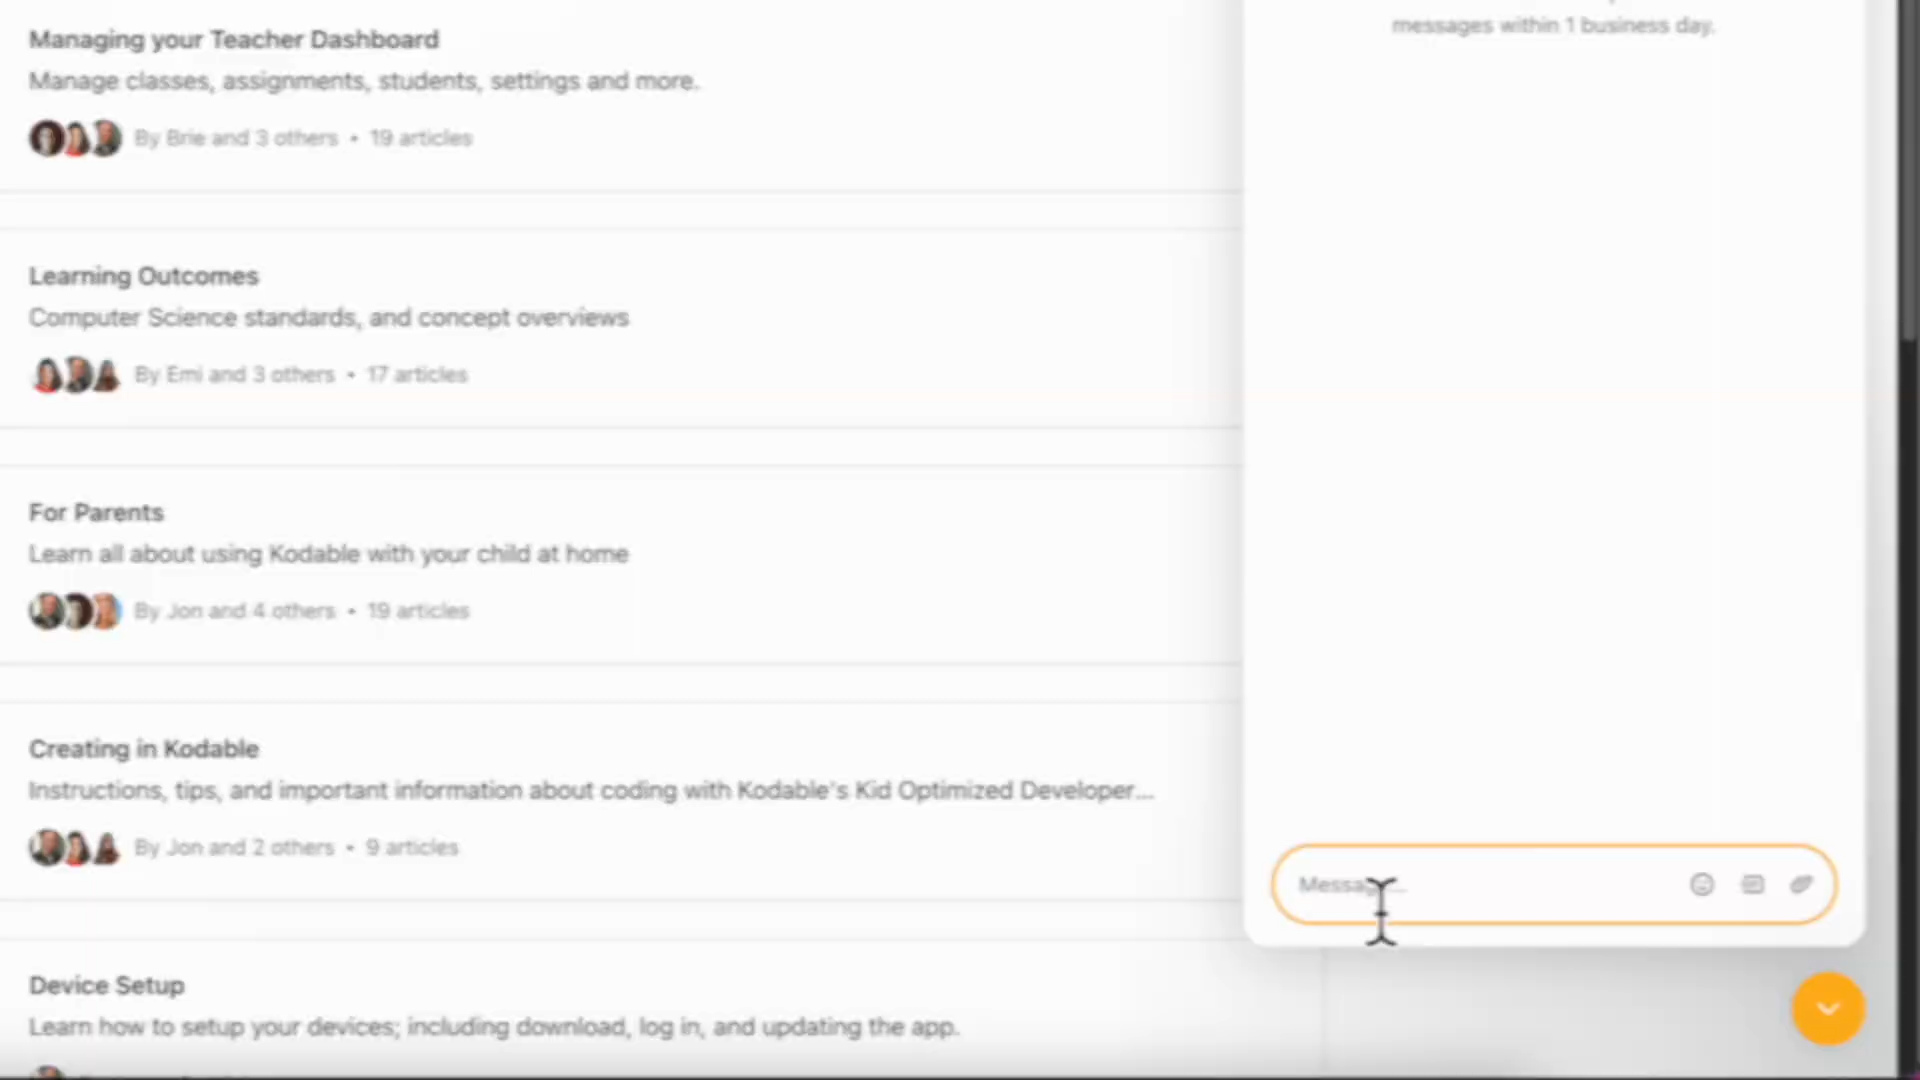 Managing your Teacher Dashboard
Manage classes, assignments, students, settings and more.
By Brie and 3 others • 19 articles
Learning Outcomes
Computer Science standards, and concept overviews
By Emi and 3 others • 17 articles
For Parents
Learn all about using Kodable with your child at home
By Jon and 4 others • 19 articles
Creating in Kodable
Instructions, tips, and important information about coding with Kodable's Kid Optimized Developer...
By Jon and 2 others • 9 articles
Device Setup
Learn how to setup your devices; including download, log in, and updating the app.
messages within 1 business day.